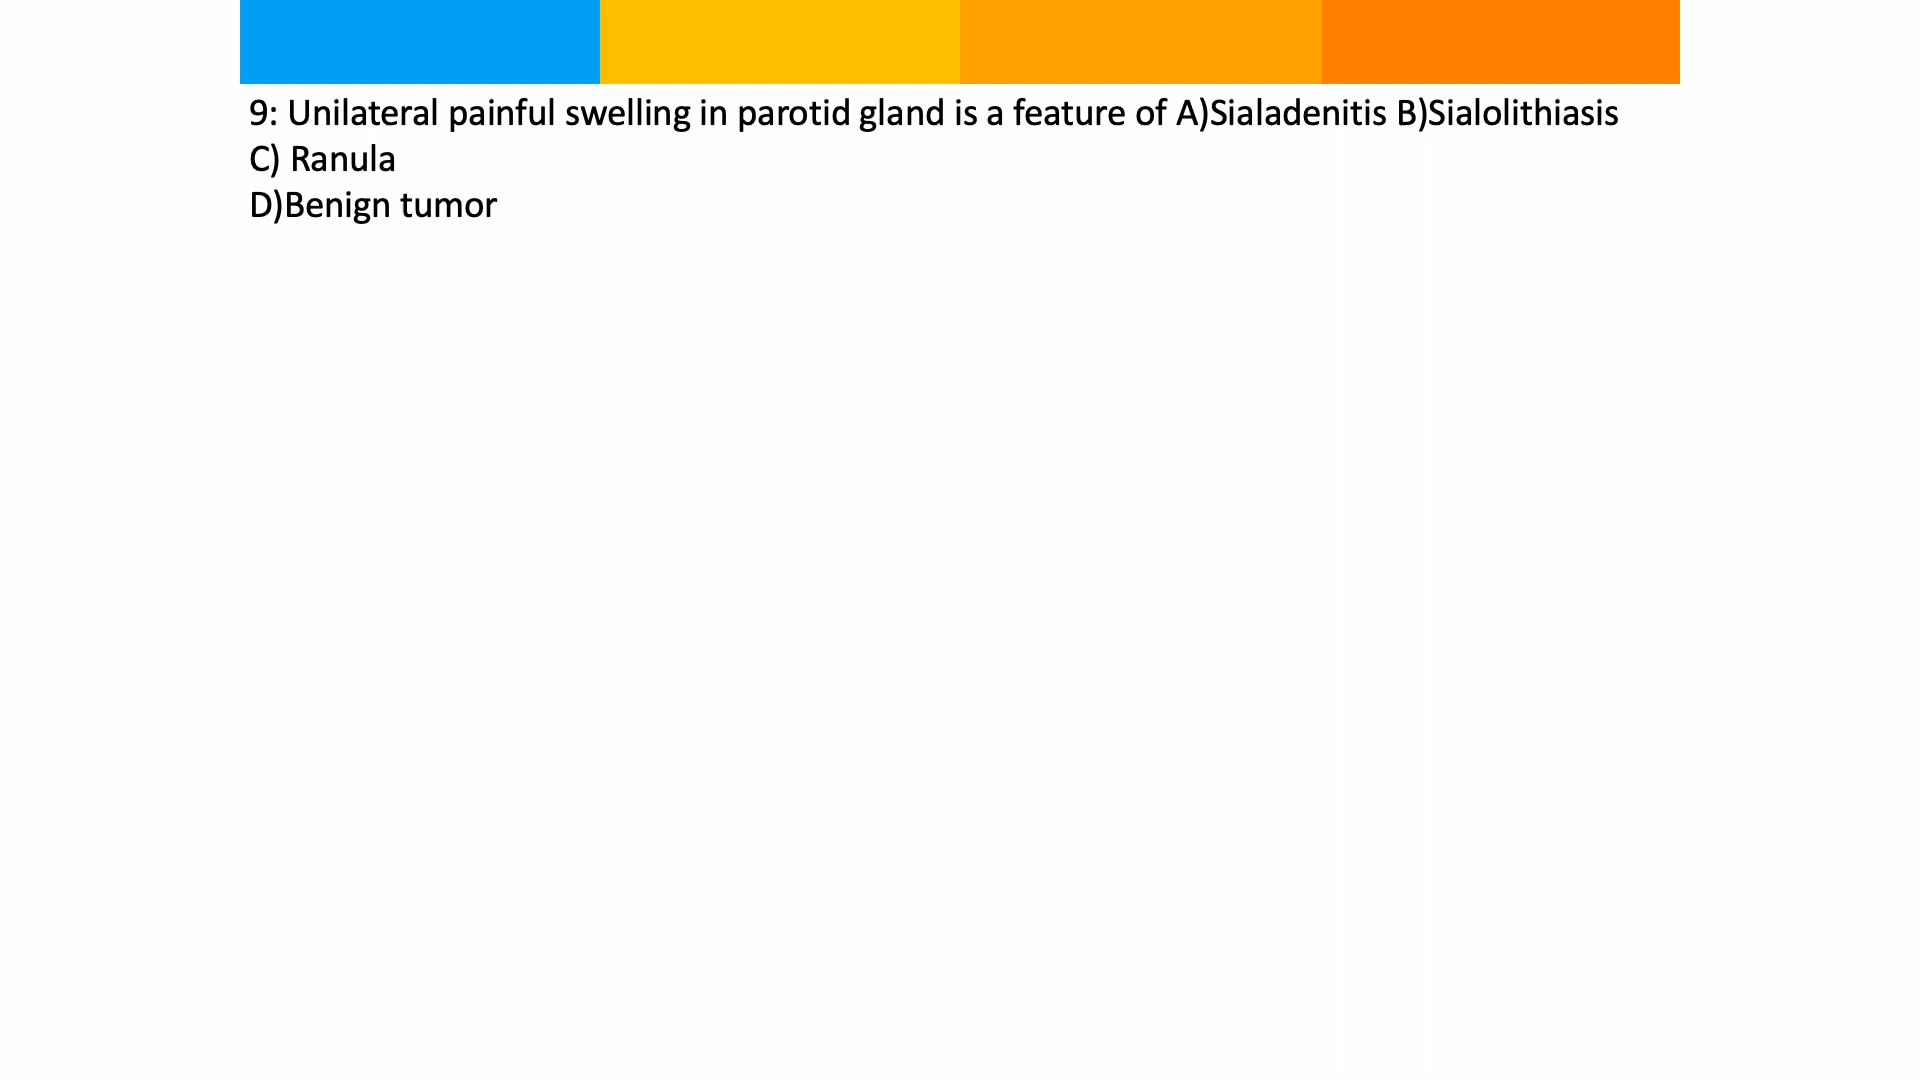 9: Unilateral painful swelling in parotid gland is a feature of A)Sialadenitis B)Sialolithiasis
C) Ranula
D)Benign tumor